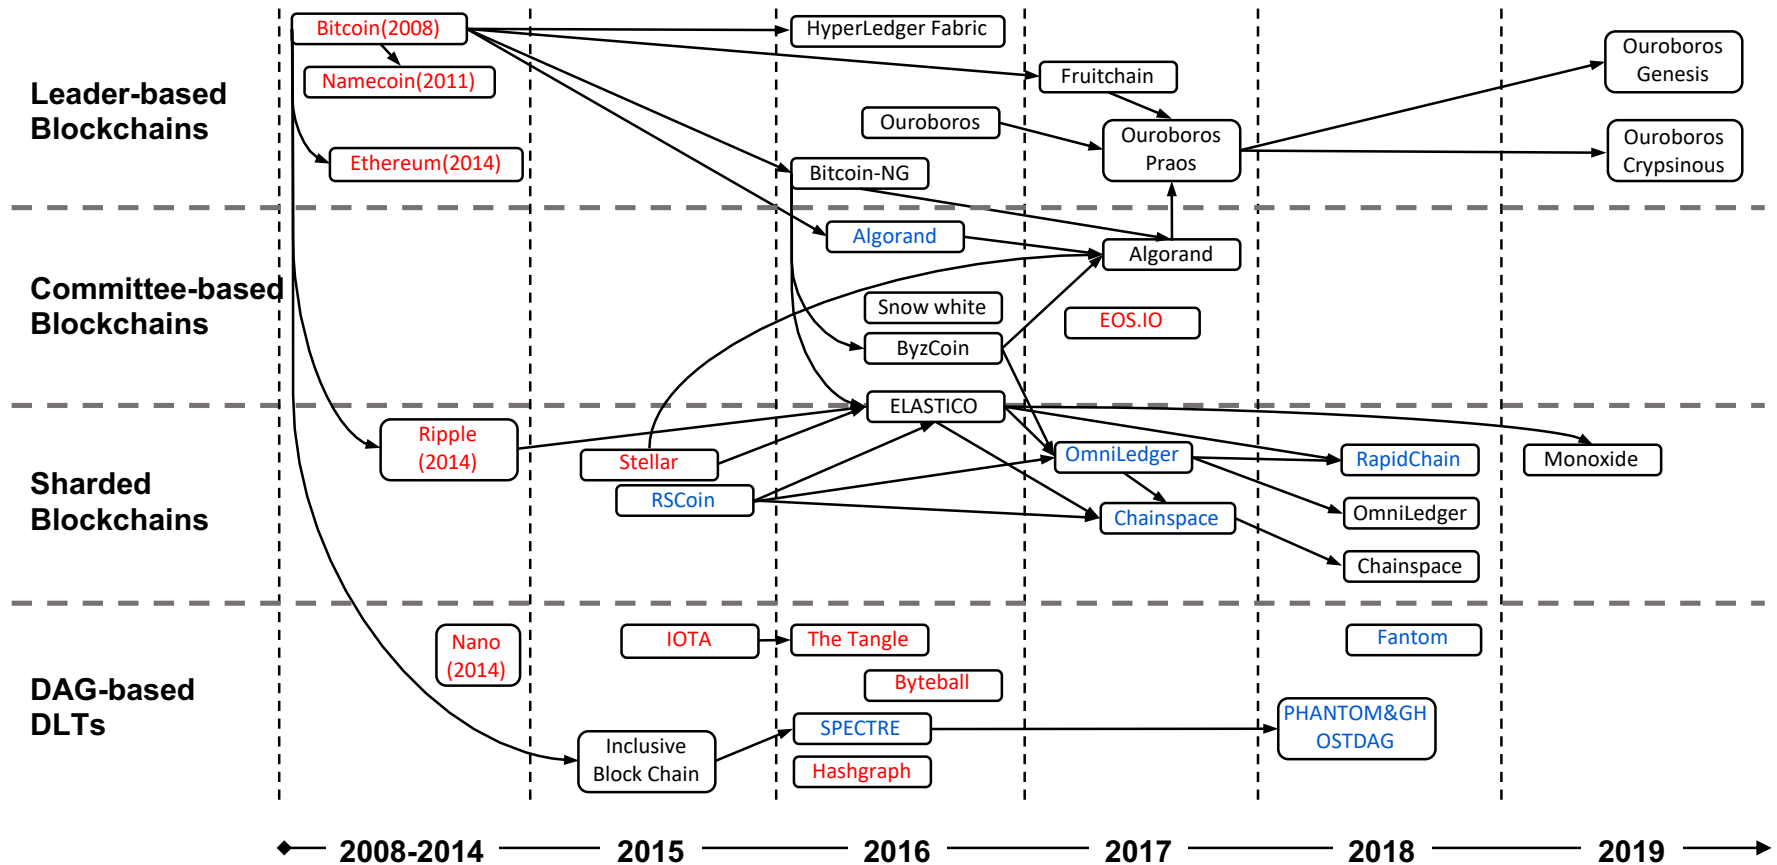 Leader-based
Blockchains
Bitcoin(2008)
Namecoin(2011)
Ethereum(2014)
HyperLedger Fabric
Fruitchain
Ouroboros
Bitcoin-NG
Ouroboros
Praos
Ouroboros
Genesis
Ouroboros
Crypsinous
Committee-based
Blockchains
Algorand
Algorand
Snow white
EOS.IO
ByzCoin
ELASTICO
Sharded
Blockchains
Ripple
(2014)
Stellar
RSCoin
OmniLedger
Chainspace
RapidChain
OmniLedger
Chainspace
Monoxide
DAG-based
DLTs
Nano
(2014)
IOTA
The Tangle
Byteball
SPECTRE
Hashgraph
Inclusive
Block Chain
Fantom
PHANTOM&GH
OSTDAG
2008-2014
2015
2016
2017
2018
2019